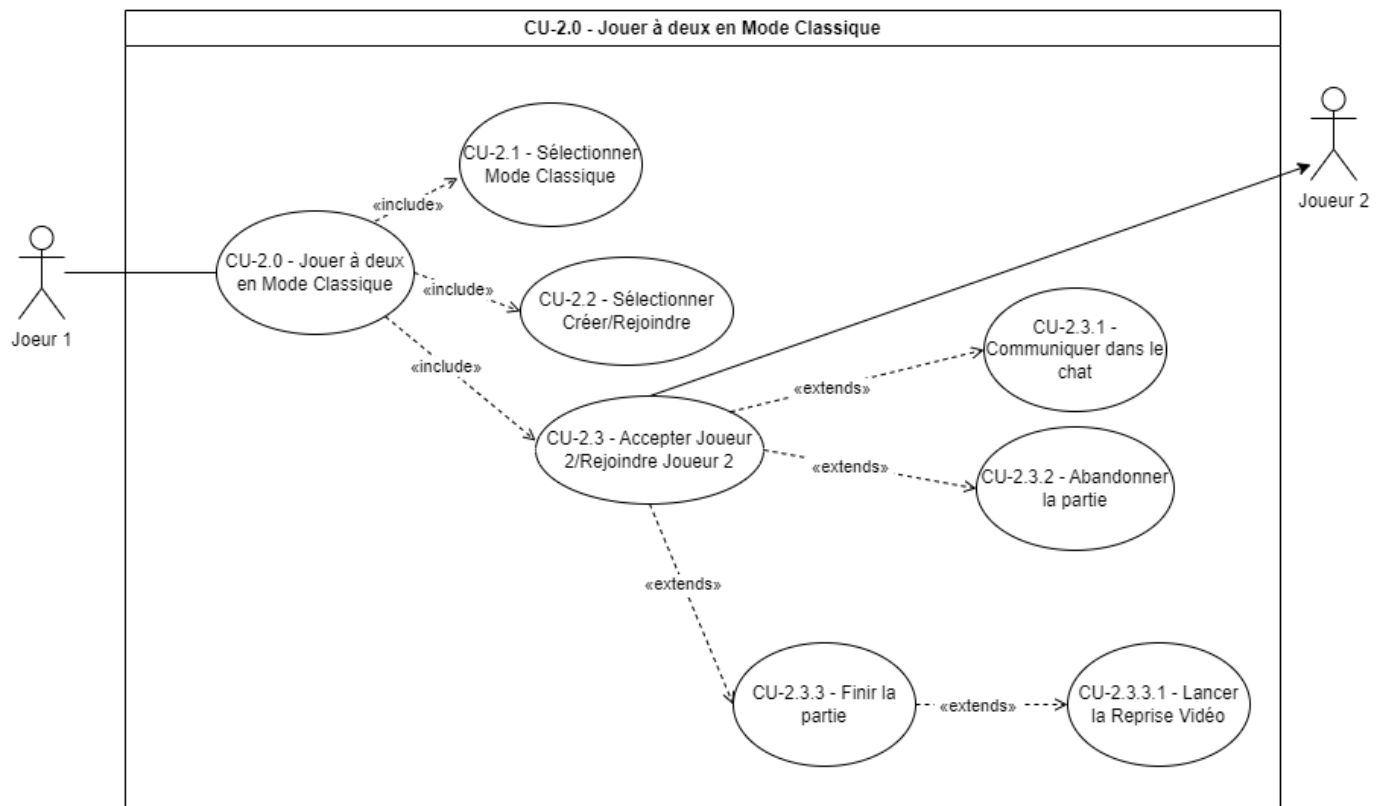 CU-2.0 - Jouer à deux en Mode Classique
CU-2.1 - Sélectionner
Mode Classique
Joueur 2
«include»
CU-2.0 - Jouer à deux
en Mode Classique
«include»
CU-2.2 - Sélectionner
Créer/Rejoindre
Joeur 1
«include»
CU-2.3.1 -
Communiquer dans le
chat
«extends»
CU-2.3 - Accepter Joueur
2/Rejoindre Joueur 2
«extends»
CU-2.3.2 - Abandonner
la partie
«extends»
CU-2.3.3 - Finir la
partie
«extends»
CU-2.3.3.1 - Lancer
la Reprise Vidéo